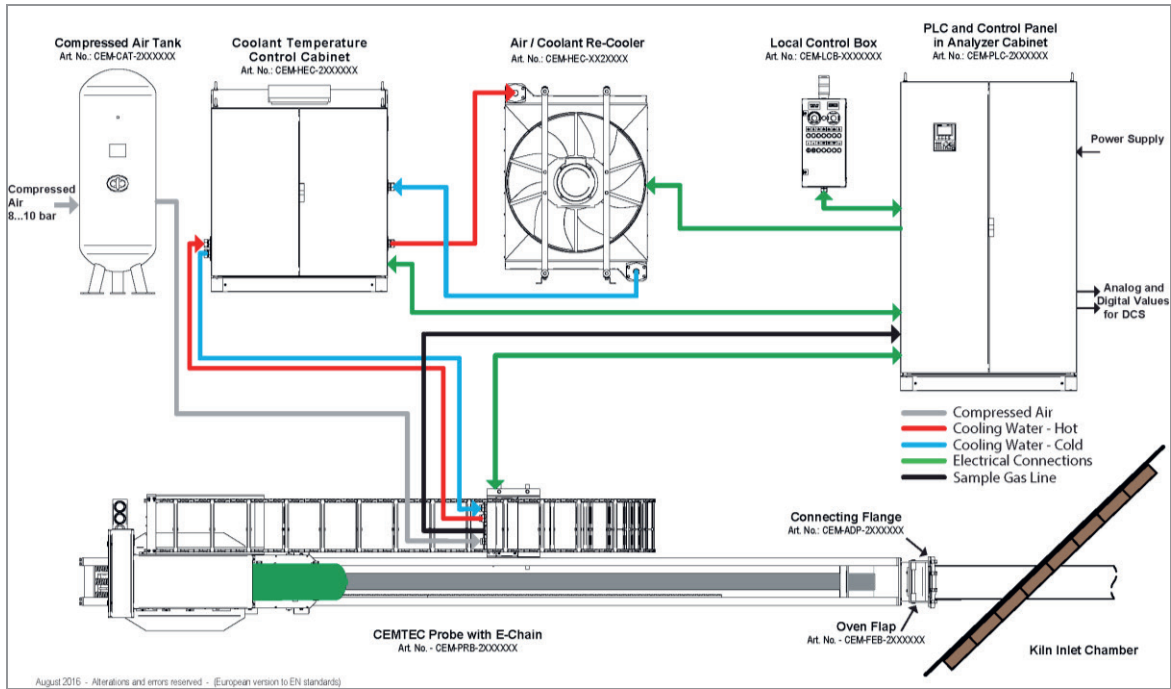 Compressed Air Tank
Art. No.: CEM-CAT-2XXXXXX
Coolant Temperature
Control Cabinet
Art. No.: CEM-HEC-2XXXXXX
Air / Coolant Re-Cooler
Art. No.: CEM-HEC-XX2XXXX
Local Control Box
Art. No.: CEM-LCB-XXXXXXX
PLC and Control Panel
in Analyzer Cabinet
Art. No.: CEM-PLC-2XXXXXX
Power Supply
Compressed
Air
8...10 bar
Analog and
Digital Values
for DCS
Compressed Air
Cooling Water - Hot
Cooling Water - Cold
Electrical Connections
Sample Gas Line
Connecting Flange
Art. No.: CEM-ADP-2XXXXXX
Oven Flap
Art. No. - CEM-FEB-2XXXXXX
Kiln Inlet Chamber
CEMTEC Probe with E-Chain
Art. No. - CEM-PRB-2XXXXXX
August 2016 - Alterations and errors reserved - (European version to EN standards)